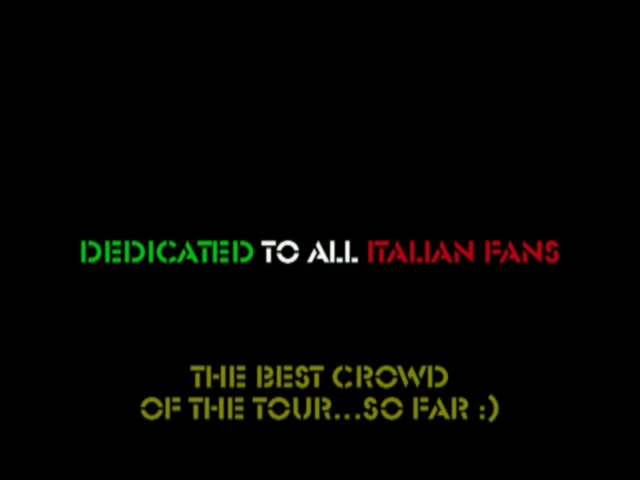 DEDICATED TO ALL ITALIAN FANS
THE BEST CROWD
OF THE TOUR...SO FAR :)